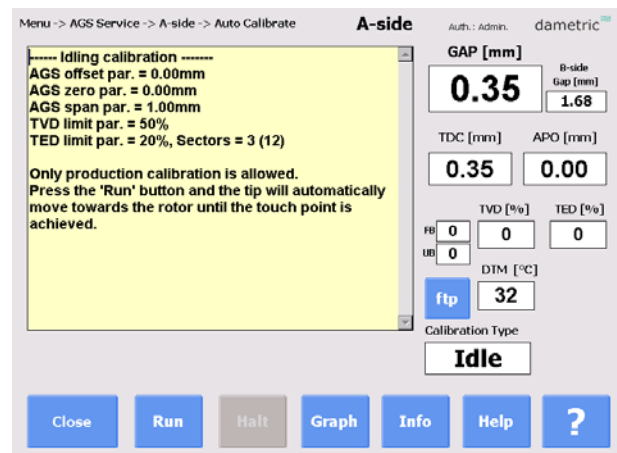 Menu -> AGS Service -> A-side -> Auto Calibrate
A-side
Auth.: Admin.
dametric
------ Idling calibration -------
AGS offset par. = 0.00mm
AGS zero par. = 0.00mm
AGS span par. = 1.00mm
TVD limit par. = 50%
TED limit par. = 20%, Sectors = 3 (12)
Only production calibration is allowed.
Press the 'Run' button and the tip will automatically
move towards the rotor until the touch point is
achieved.
GAP [mm]
0.35
B-side
Gap [mm]
1.68
TDC [mm]
APO [mm]
0.35
0.00
TVD [%]
TED [%]
FB 0
0
0
UB 0
DTM [°C]
ftp
32
Calibration Type
Idle
Close
Run
Halt
Graph
Info
Help
?